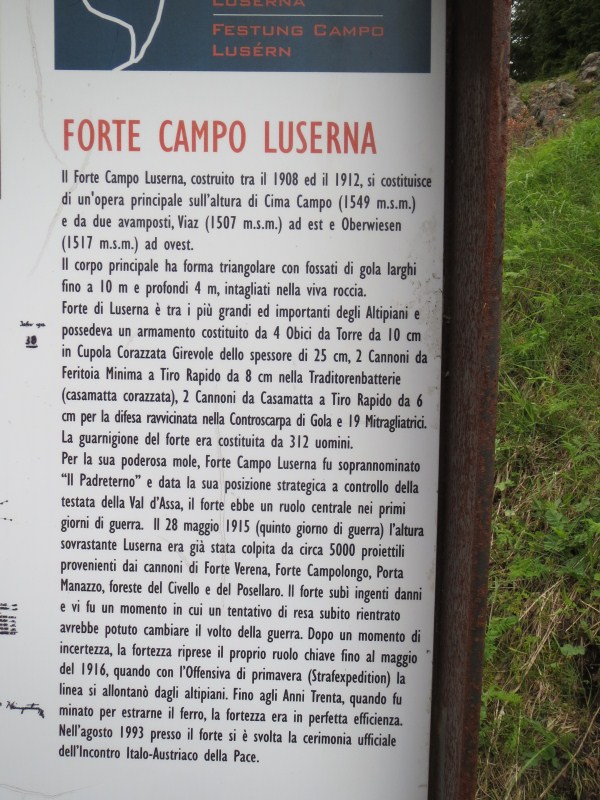 LUSERNA
FESTUNG CAMPO
LUSÉRN
FORTE CAMPO LUSERNA
Il Forte Campo Luserna, costruito tra il 1908 ed il 1912, si costituisce
di un'opera principale sull'altura di Cima Campo (1549 m.s.m.)
e da due avamposti, Viaz (1507 m.s.m.) ad est e Oberwiesen
(1517 m.s.m.) ad ovest.
Il corpo principale ha forma triangolare con fossati di gola larghi
fino a 10 m e profondi 4 m, intagliati nella viva roccia.
Forte di Luserna è tra i più grandi ed importanti degli Altipiani e
possedeva un armamento costituito da 4 Obici da Torre da 10 cm
in Cupola Corazzata Girevole dello spessore di 25 cm, 2 Cannoni da
Feritoia Minima a Tiro Rapido da 8 cm nella Traditorenbatterie
(casamatta corazzata), 2 Cannoni da Casamatta a Tiro Rapido da 6
cm per la difesa ravvicinata nella Controscarpa di Gola e 19 Mitragliatrici.
La guarnigione del forte era costituita da 312 uomini.
Per la sua poderosa mole, Forte Campo Luserna fu soprannominato
“Il Padreterno” e data la sua posizione strategica a controllo della
testata della Val d’Assa, il forte ebbe un ruolo centrale nei primi
giorni di guerra. Il 28 maggio 1915 (quinto giorno di guerra) l’altura
sovrastante Luserna era già stata colpita da circa 5000 proiettili
provenienti dai cannoni di Forte Verena, Forte Campolongo, Porta
Manazzo, foreste del Civello e del Posellaro. Il forte subì ingenti danni
e vi fu un momento in cui un tentativo di resa subito rientrato
avrebbe potuto cambiare il volto della guerra. Dopo un momento di
incertezza, la fortezza riprese il proprio ruolo chiave fino al maggio
del 1916, quando con l’Offensiva di primavera (Strafexpedition) la
linea si allontanò dagli altipiani. Fino agli Anni Trenta, quando fu
minato per estrarne il ferro, la fortezza era in perfetta efficienza.
Nell’agosto 1993 presso il forte si è svolta la cerimonia ufficiale
dell’Incontro Italo-Austriaco della Pace.
30